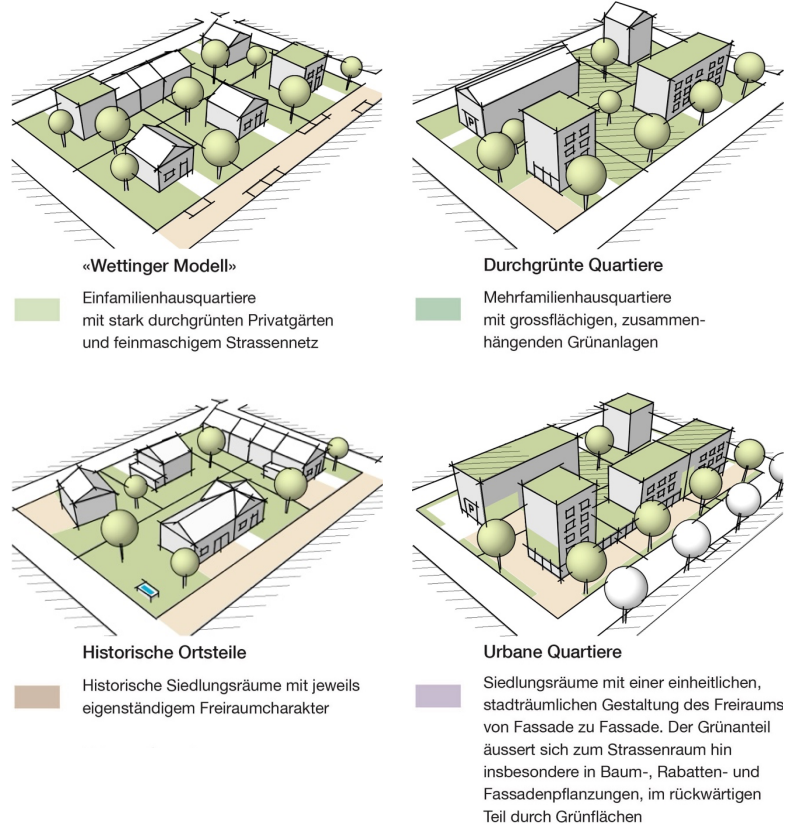 «Wettinger Modell»
Einfamilienhausquartiere
mit stark durchgrünten Privatgärten
und feinmaschigem Strassennetz
Durchgrünte Quartiere
Mehrfamilienhausquartiere
mit grossflächigen, zusammen-
hängenden Grünanlagen
Historische Ortsteile
Historische Siedlungsräume mit jeweils
eigenständigem Freiraumcharakter
Urbane Quartiere
Siedlungsräume mit einer einheitlichen,
stadträumlichen Gestaltung des Freiraums
von Fassade zu Fassade. Der Grünanteil
äussert sich zum Strassenraum hin
insbesondere in Baum-, Rabatten- und
Fassadenpflanzungen, im rückwärtigen
Teil durch Grünflächen